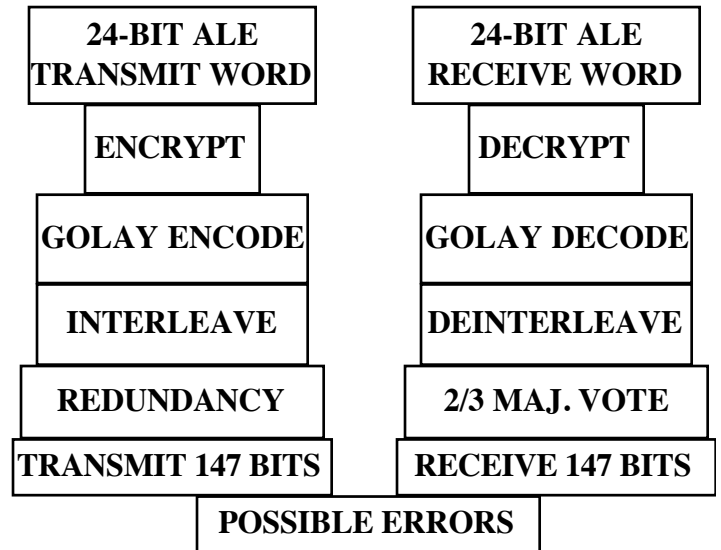 24-BIT ALE
TRANSMIT WORD
ENCRYPT
GOLAY ENCODE
INTERLEAVE
REDUNDANCY
TRANSMIT 147 BITS
24-BIT ALE
RECEIVE WORD
DECRYPT
GOLAY DECODE
DEINTERLEAVE
2/3 MAJ. VOTE
RECEIVE 147 BITS
POSSIBLE ERRORS